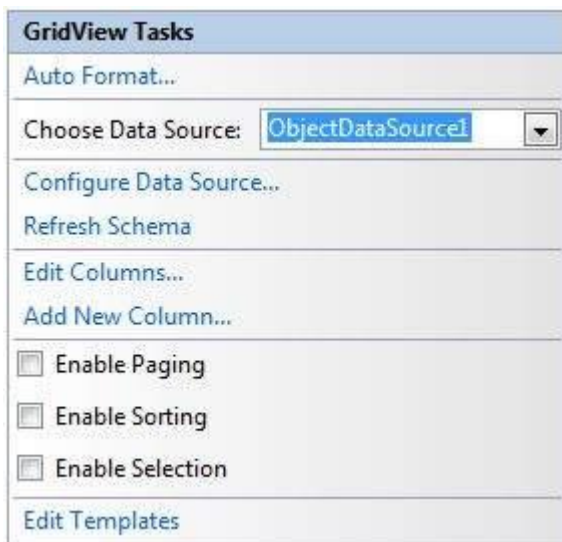 GridView Tasks
Auto Format...
Choose Data Source: ObjectDataSource1
Configure Data Source...
Refresh Schema
Edit Columns...
Add New Column...
Enable Paging
Enable Sorting
Enable Selection
Edit Templates